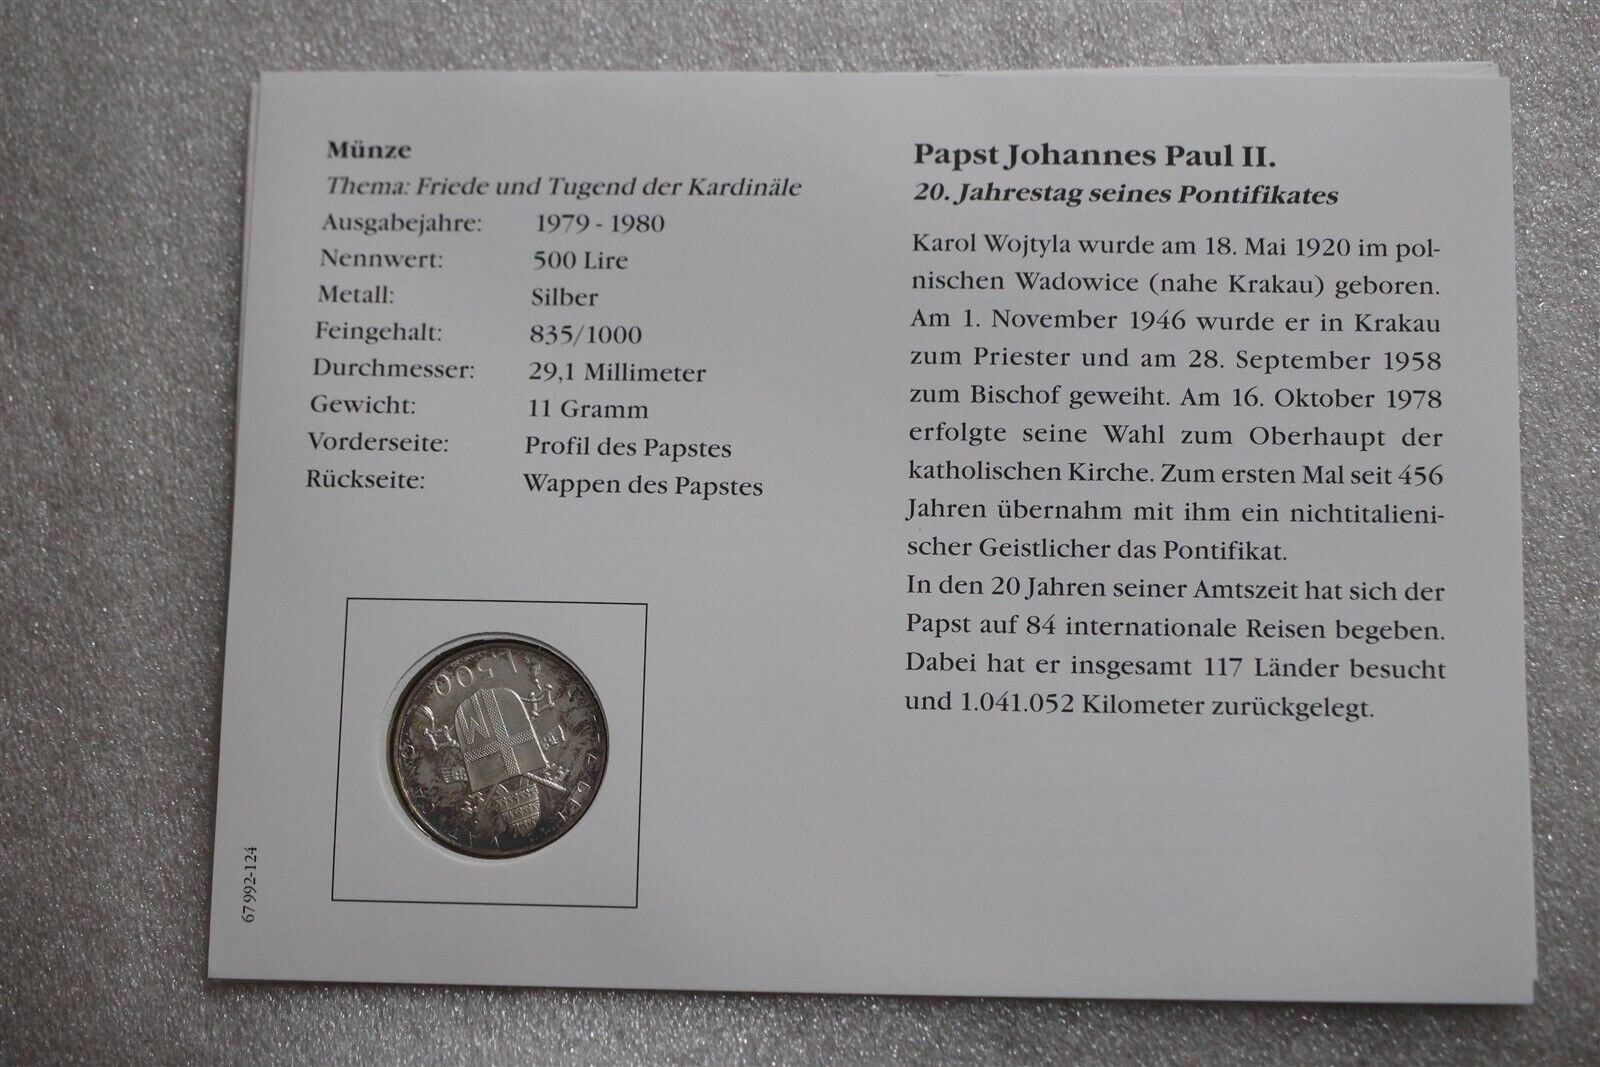 Münze
Thema: Friede und Tugend der Kardinäle
Ausgabejahre: 1979 - 1980
Nennwert: 500 Lire
Metall: Silber
Feingehalt: 835/1000
Durchmesser: 29,1 Millimeter
Gewicht: 11 Gramm
Vorderseite: Profil des Papstes
Rückseite: Wappen des Papstes
L. 500
M
67992-124
Papst Johannes Paul II.
20. Jahrestag seines Pontifikates
Karol Wojtyla wurde am 18. Mai 1920 im pol-
nischen Wadowice (nahe Krakau) geboren.
Am 1. November 1946 wurde er in Krakau
zum Priester und am 28. September 1958
zum Bischof geweiht. Am 16. Oktober 1978
erfolgte seine Wahl zum Oberhaupt der
katholischen Kirche. Zum ersten Mal seit 456
Jahren übernahm mit ihm ein nichtitalieni-
scher Geistlicher das Pontifikat.
In den 20 Jahren seiner Amtszeit hat sich der
Papst auf 84 internationale Reisen begeben.
Dabei hat er insgesamt 117 Länder besucht
und 1.041.052 Kilometer zurückgelegt.